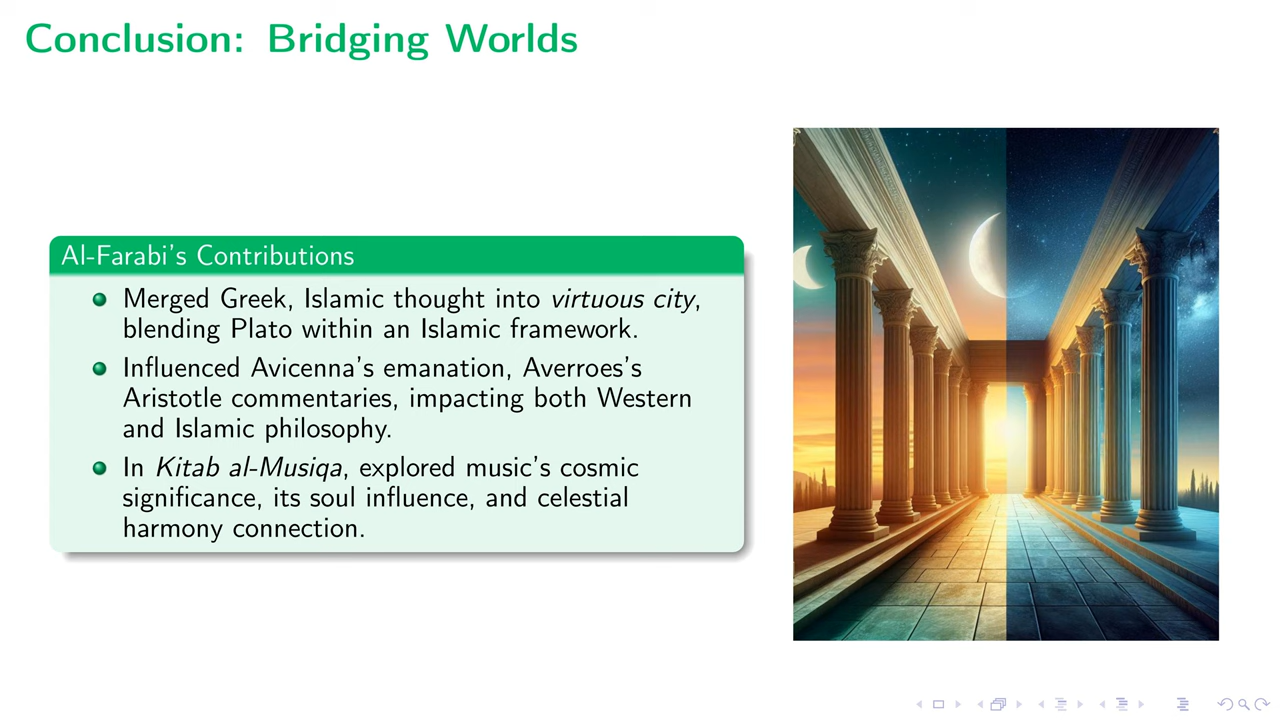 Conclusion: Bridging Worlds
Al-Farabi's Contributions
Merged Greek, Islamic thought into virtuous city,
blending Plato within an Islamic framework.
Influenced Avicenna's emanation, Averroes's
Aristotle commentaries, impacting both Western
and Islamic philosophy.
In Kitab al-Musiqa, explored music's cosmic
significance, its soul influence, and celestial
harmony connection.